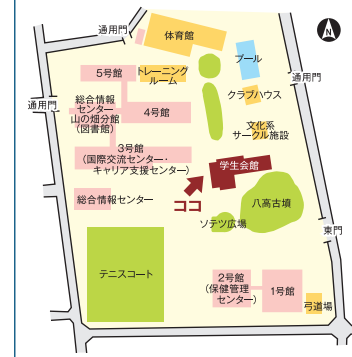 通用門
体育館
N
プール
5号館
トレーニング
ルーム
通用門
クラブハウス
通用門
総合情報
センター
山の畑分館
(図書館)
4号館
文化系
サークル施設
3号館
(国際交流センター・
キャリア支援センター)
学生会館
ココ
総合情報センター
八高古墳
ソテツ広場
東門
テニスコート
2号館
(保健管理
センター)
1号館
弓道場